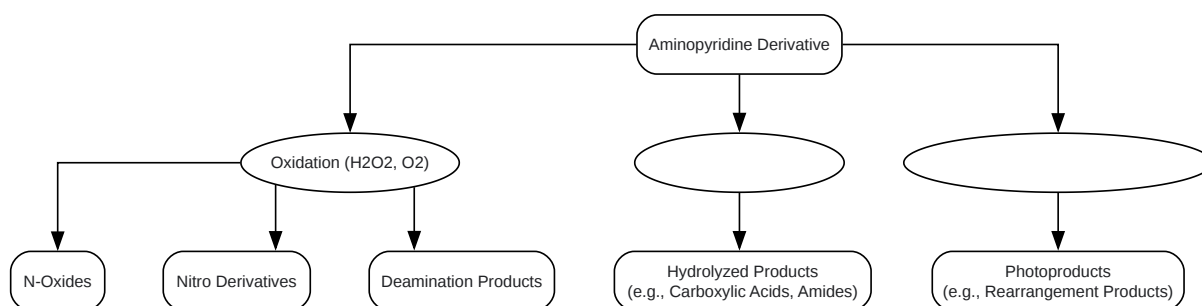 Aminopyridine Derivative
Oxidation (H2O2, O2)
N-Oxides
Nitro Derivatives
Deamination Products
Hydrolyzed Products
(e.g., Carboxylic Acids, Amides)
Photoproducts
(e.g., Rearrangement Products)